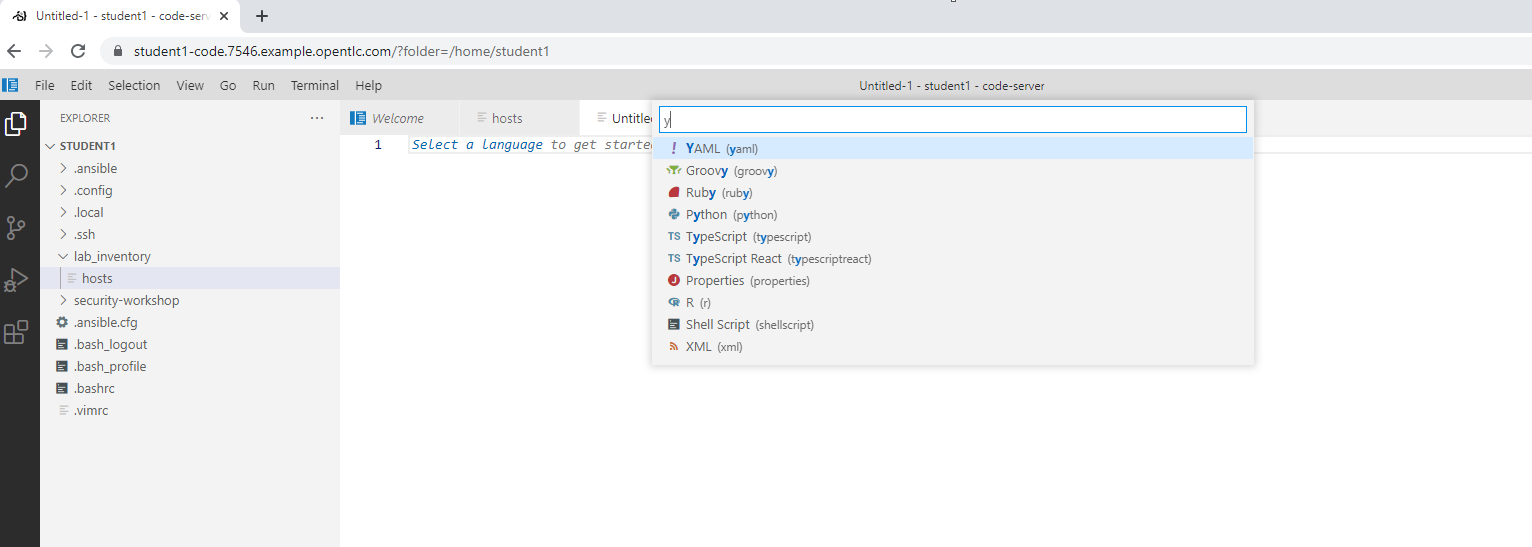 Untitled-1 - student1 - code-serv
student1-code.7546.example.opentlc.com/?folder=/home/student1
File Edit Selection View Go Run Terminal Help
Untitled-1 - student1 - code-server
EXPLORER
STUDENT1
.ansible
.config
.local
.ssh
lab_inventory
hosts
security-workshop
.ansible.cfg
.bash_logout
.bash_profile
.bashrc
.vimrc
Welcome
hosts
Untitled
1
Select a language to get started
y
YAML (yaml)
Groovy (groovy)
Ruby (ruby)
Python (python)
TS TypeScript (typescript)
TS TypeScript React (typescriptreact)
J Properties (properties)
R R (r)
Shell Script (shellscript)
XML (xml)